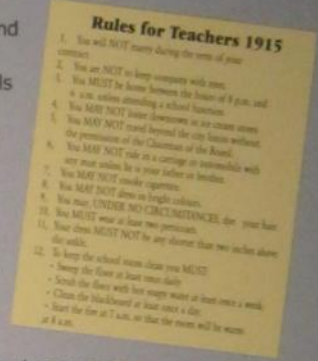 nd
ls
Rules for Teachers 1915
1. You will NOT marry during the term of your
contract.
2. You are NOT to keep company with men.
3. You MUST be home between the hours of 8 p.m. and
6 a.m. unless attending a school function.
4. You MAY NOT loiter downtown in ice cream stores.
5. You MAY NOT travel beyond the city limits without
the permission of the Chairman of the Board.
6. You MAY NOT ride in a carriage or automobile with
any man unless he is your father or brother.
7. You MAY NOT smoke cigarettes.
8. You MAY NOT dress in bright colours.
9. You may, UNDER NO CIRCUMSTANCES, dye your hair.
10. You MUST wear at least two petticoats.
11. Your dress MUST NOT be any shorter than two inches above
the ankle.
12. To keep the school room clean you MUST:
• Sweep the floor at least once daily
• Scrub the floor with hot soapy water at least once a week
• Clean the blackboard at least once a day
• Start the fire at 7 a.m. so that the room will be warm
at 8 a.m.